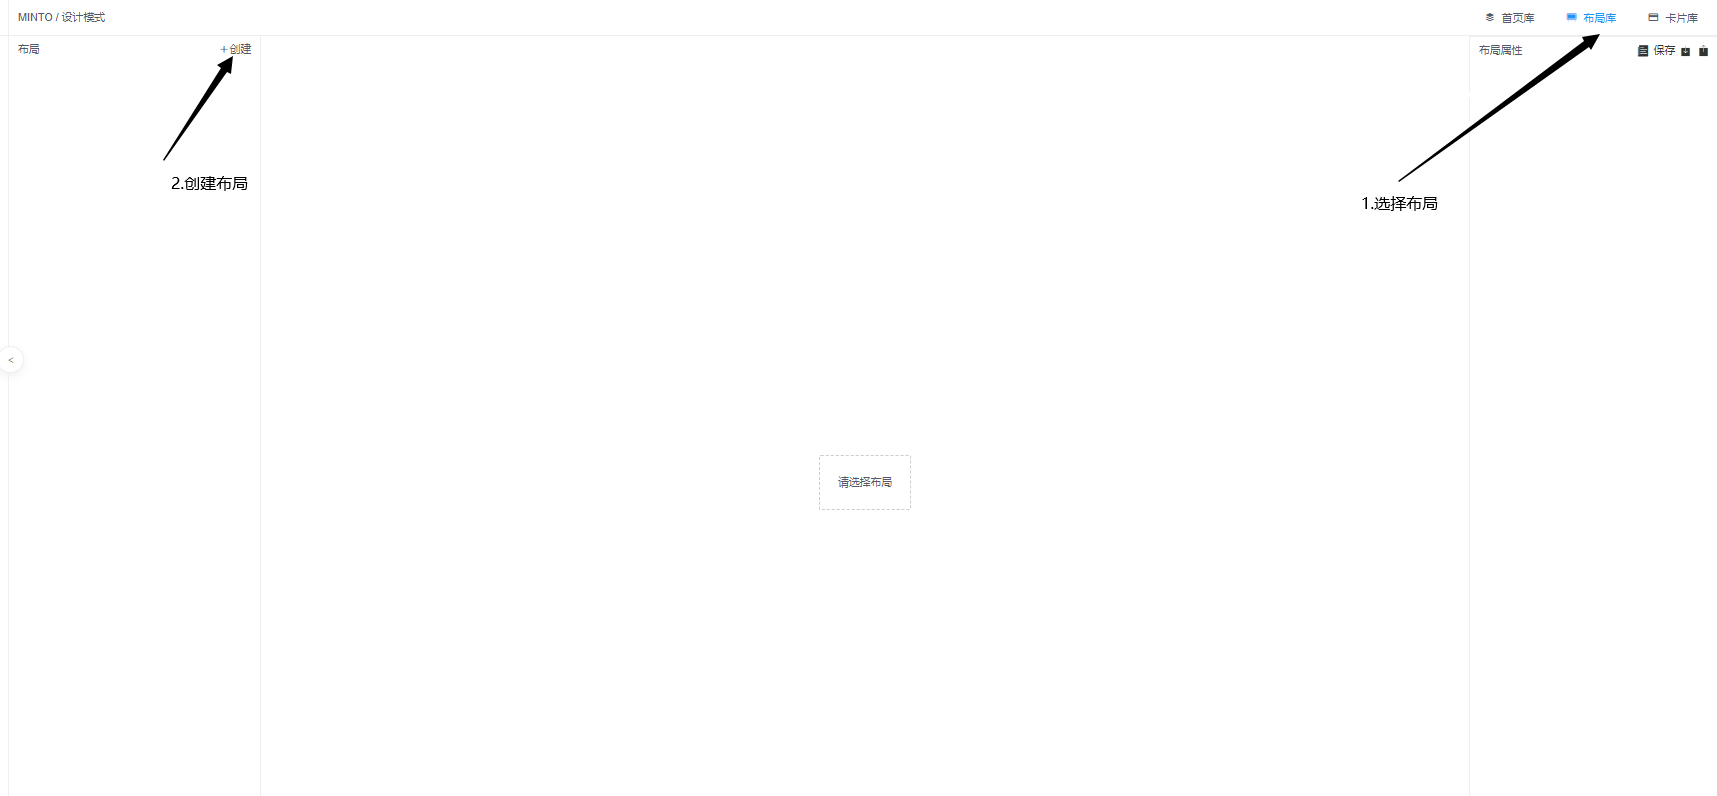 MINTO / 设计模式
首页库
布局库
卡片库
布局
+创建
布局属性
保存
2.创建布局
1.选择布局
<
请选择布局